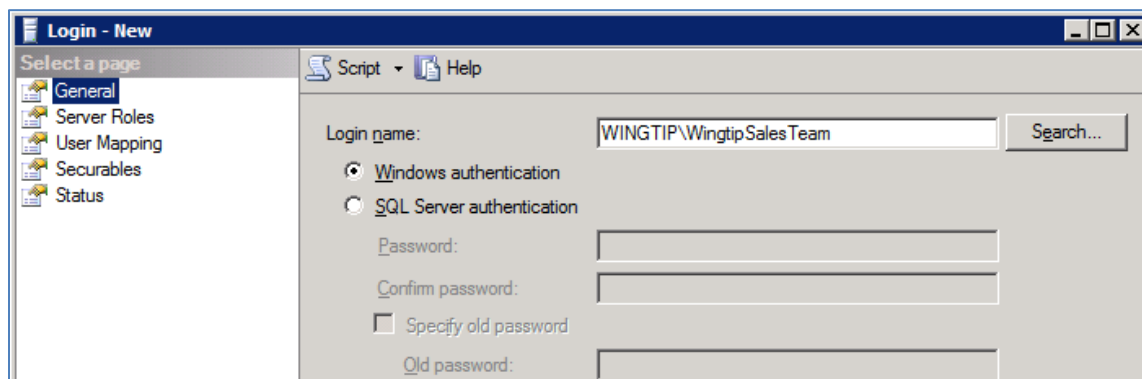 Login - New
Select a page
General
Server Roles
User Mapping
Securables
Status
Script Help
Login name: WINGTIP\WingtipSalesTeam Search...
Windows authentication
SQL Server authentication
Password:
Confirm password:
Specify old password
Old password: